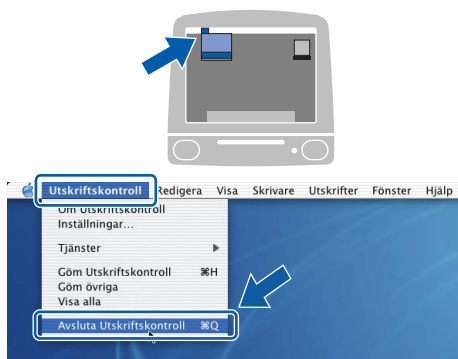 Utskriftskontroll Redigera Visa Skrivare Utskrifter Fönster Hjälp
Om Utskriftskontroll
Inställningar...
Tjänster
Göm Utskriftskontroll ⌘H
Göm övriga
Visa alla
Avsluta Utskriftskontroll ⌘Q